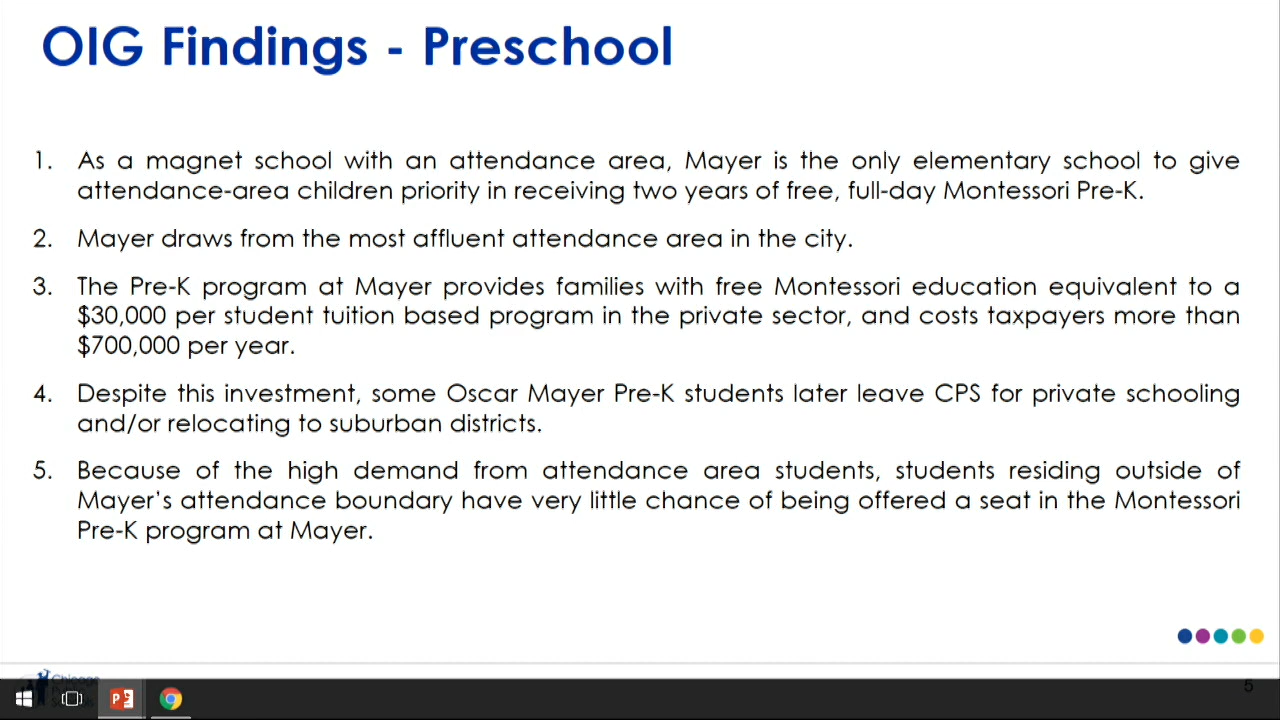 OIG Findings - Preschool
1. As a magnet school with an attendance area, Mayer is the only elementary school to give
attendance-area children priority in receiving two years of free, full-day Montessori Pre-K.
2. Mayer draws from the most affluent attendance area in the city.
3. The Pre-K program at Mayer provides families with free Montessori education equivalent to a
$30,000 per student tuition based program in the private sector, and costs taxpayers more than
$700,000 per year.
4. Despite this investment, some Oscar Mayer Pre-K students later leave CPS for private schooling
and/or relocating to suburban districts.
5. Because of the high demand from attendance area students, students residing outside of
Mayer's attendance boundary have very little chance of being offered a seat in the Montessori
Pre-K program at Mayer.
Chicago
5